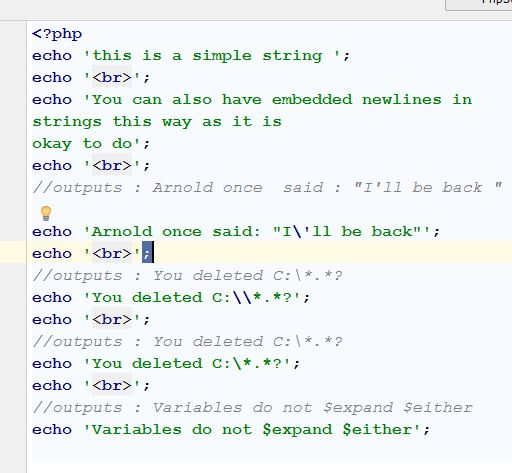 <?php
echo 'this is a simple string ';
echo '<br>';
echo 'You can also have embedded newlines in
strings this way as it is
okay to do';
echo '<br>';
//outputs : Arnold once  said : "I'll be back "
echo 'Arnold once said: "I\'ll be back"';
echo '<br>';
//outputs : You deleted C:\*.*?
echo 'You deleted C:\\*.*?';
echo '<br>';
//outputs : You deleted C:\*.*?
echo 'You deleted C:\*.*?';
echo '<br>';
//outputs : Variables do not $expand $either
echo 'Variables do not $expand $either';